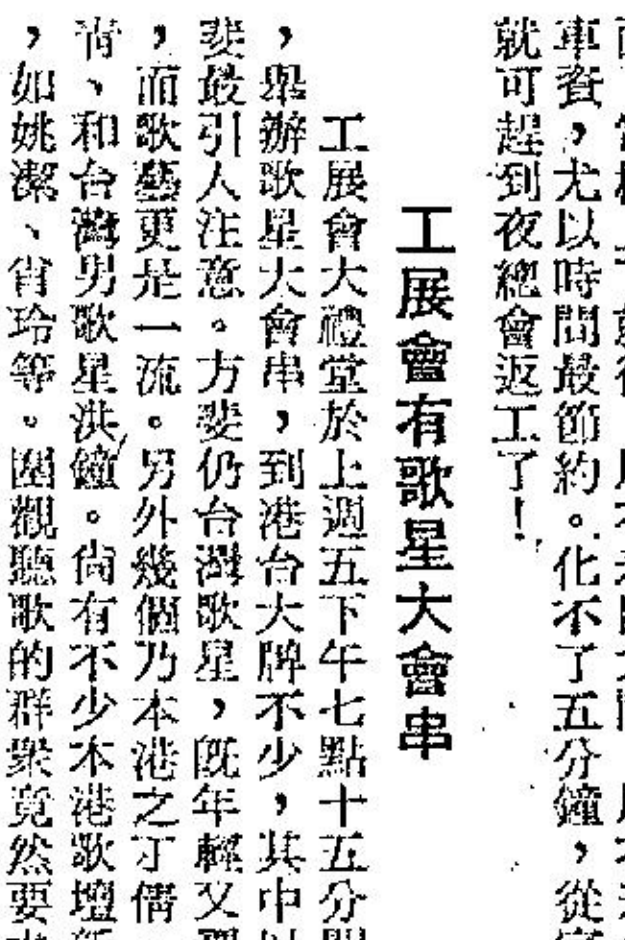 車資，尤以時間最節約。化不了五分鐘，從
就可趕到夜總會返工了！
工展會有歌星大會串
工展會大禮堂於上週五下午七點十五分
，舉辦歌星大會串，到港台大牌不少，其中
斐最引人注意。方斐仍台灣歌星，既年輕又
，而歌藝更是一流。另外幾個乃本港之丁倩
青、和台灣男歌星洪鐘。尚有不少本港歌壇
，如姚潔、肖玲等。圍觀聽歌的群眾竟然要